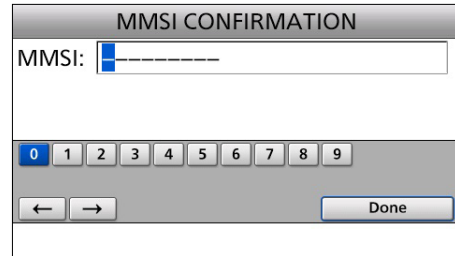 MMSI CONFIRMATION
MMSI: ---------
0 1 2 3 4 5 6 7 8 9
← → Done